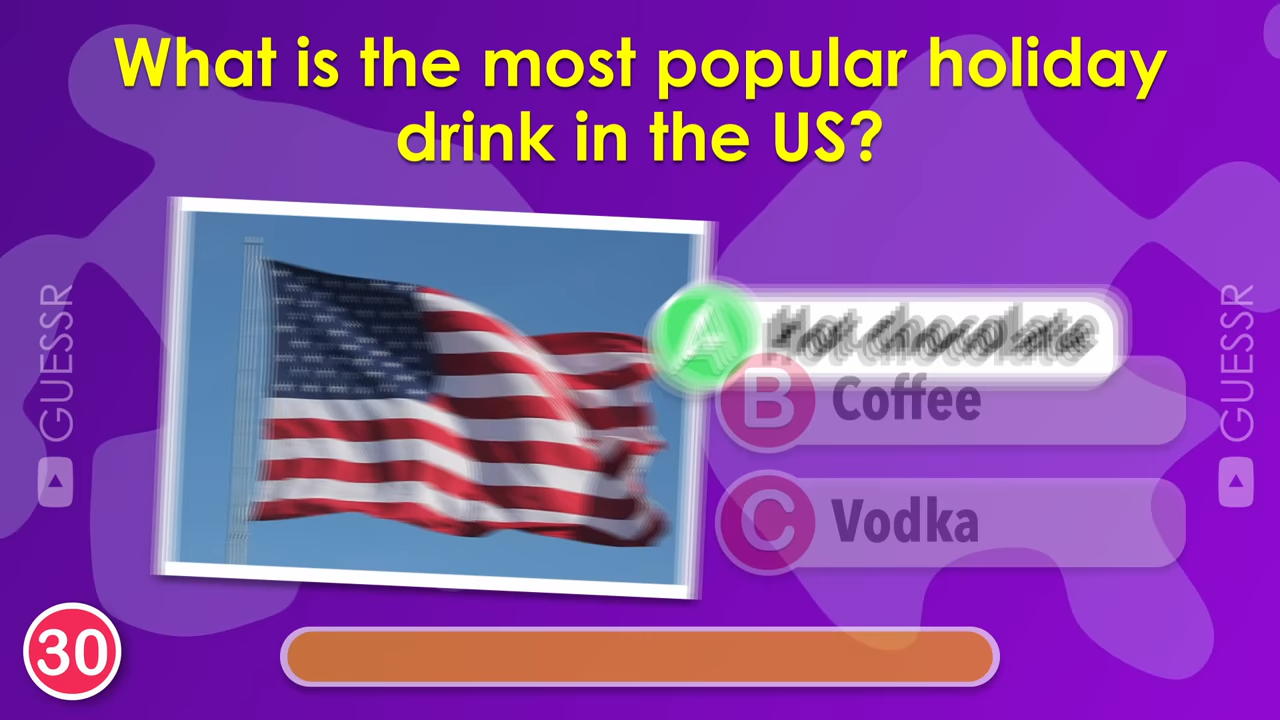 What is the most popular holiday
drink in the US?
GUESSR
A Hot chocolate
B Coffee
C Vodka
GUESSR
30